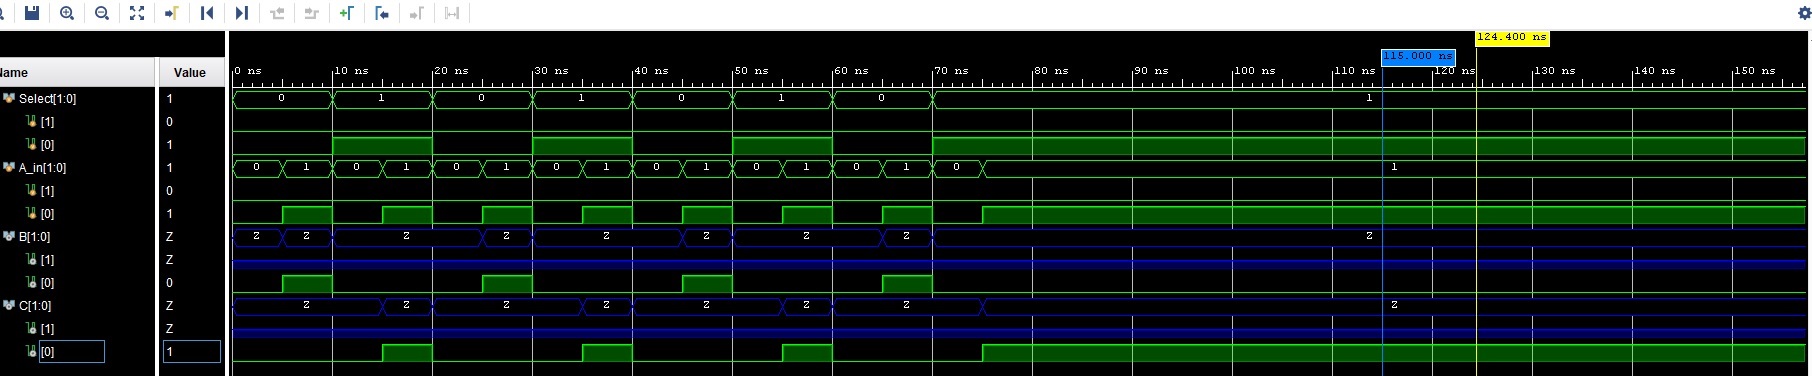 115.000 ns 124.400 ns
Name Value 0 ns 10 ns 20 ns 30 ns 40 ns 50 ns 60 ns 70 ns 80 ns 90 ns 100 ns 110 ns 120 ns 130 ns 140 ns 150 ns
Select[1:0] 1 0 1 0 1 0 1 0 1
[1] 0
[0] 1
A_in[1:0] 1 0 1 0 1 0 1 0 1 0 1 0 1 0 1 0 1
[1] 0
[0] 1
B[1:0] Z Z Z Z Z Z Z Z Z Z
[1] Z
[0] 0
C[1:0] Z Z Z Z Z Z Z Z Z
[1] Z
[0] 1